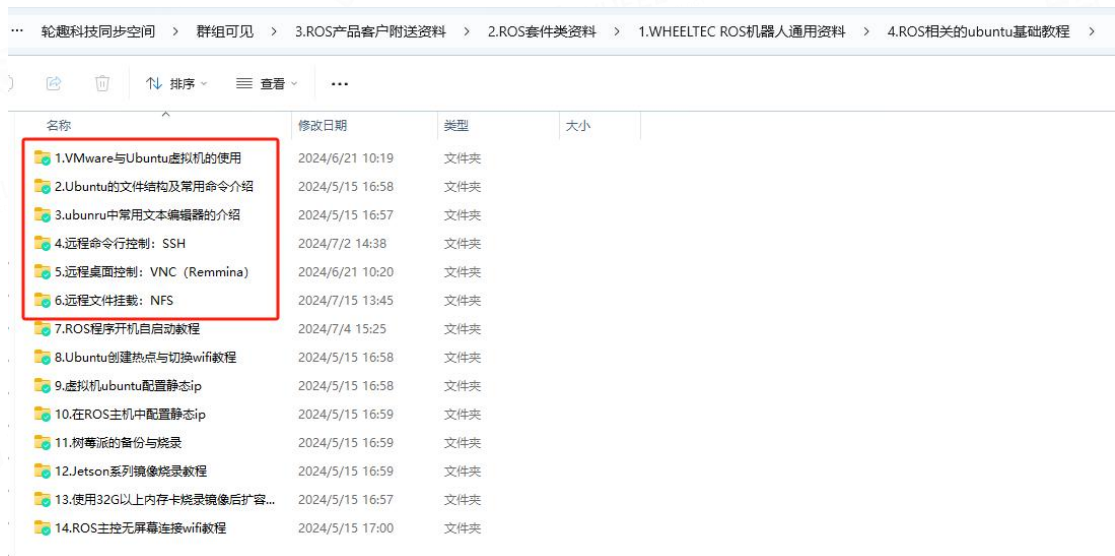 ··· 轮趣科技同步空间 > 群组可见 > 3.ROS产品客户附送资料 > 2.ROS套件类资料 > 1.WHEELTEC ROS机器人通用资料 > 4.ROS相关的ubuntu基础教程 >
排序 查看 ···
名称 修改日期 类型 大小
1.VMware与Ubuntu虚拟机的使用 2024/6/21 10:19 文件夹
2.Ubuntu的文件结构及常用命令介绍 2024/5/15 16:58 文件夹
3.ubunru中常用文本编辑器的介绍 2024/5/15 16:57 文件夹
4.远程命令行控制：SSH 2024/7/2 14:38 文件夹
5.远程桌面控制：VNC（Remmina） 2024/6/21 10:20 文件夹
6.远程文件挂载：NFS 2024/7/15 13:45 文件夹
7.ROS程序开机自启动教程 2024/7/4 15:25 文件夹
8.Ubuntu创建热点与切换wifi教程 2024/5/15 16:58 文件夹
9.虚拟机ubuntu配置静态ip 2024/5/15 16:58 文件夹
10.在ROS主机中配置静态ip 2024/5/15 16:59 文件夹
11.树莓派的备份与烧录 2024/5/15 16:59 文件夹
12.Jetson系列镜像烧录教程 2024/5/15 16:59 文件夹
13.使用32G以上内存卡烧录镜像后扩容... 2024/5/15 16:57 文件夹
14.ROS主控无屏幕连接wifi教程 2024/5/15 17:00 文件夹